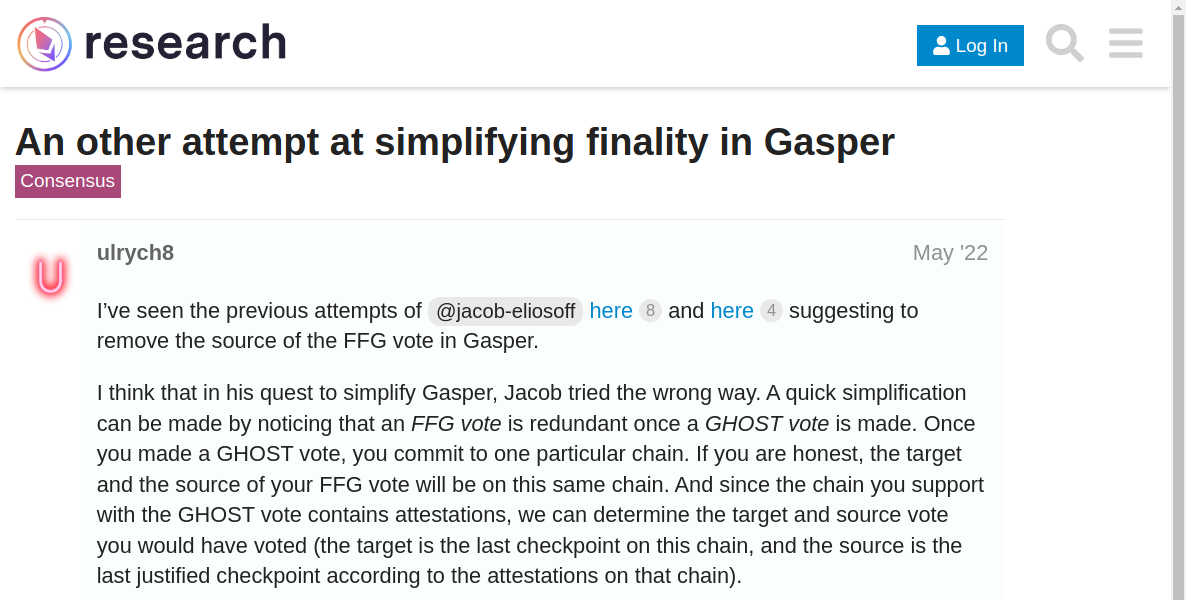 research
Log In
An other attempt at simplifying finality in Gasper
Consensus
ulrych8 May '22
I’ve seen the previous attempts of @jacob-eliosoff here 8 and here 4 suggesting to
remove the source of the FFG vote in Gasper.
I think that in his quest to simplify Gasper, Jacob tried the wrong way. A quick simplification
can be made by noticing that an FFG vote is redundant once a GHOST vote is made. Once
you made a GHOST vote, you commit to one particular chain. If you are honest, the target
and the source of your FFG vote will be on this same chain. And since the chain you support
with the GHOST vote contains attestations, we can determine the target and source vote
you would have voted (the target is the last checkpoint on this chain, and the source is the
last justified checkpoint according to the attestations on that chain).